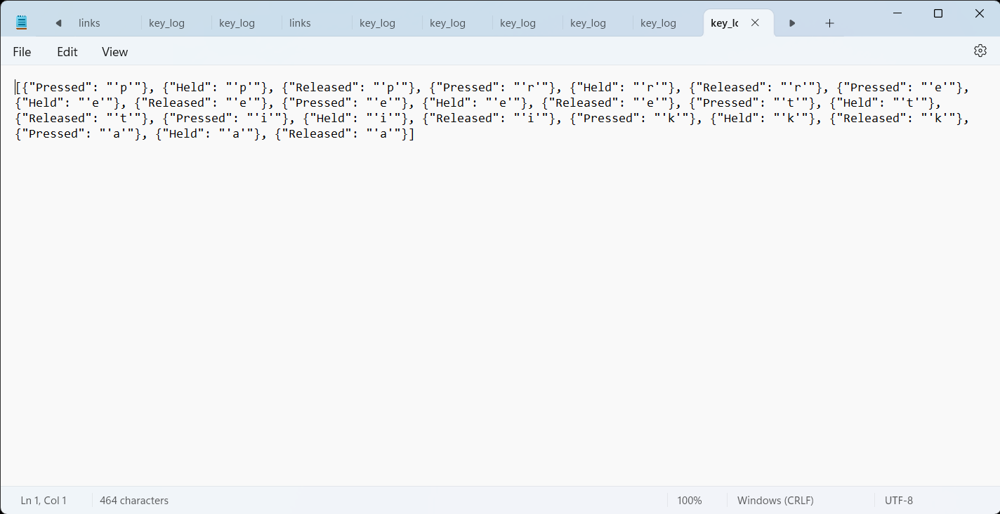 links key_log key_log links key_log key_log key_log key_log key_log key_lo
File Edit View
[{"Pressed": "'p'"}, {"Held": "'p'"}, {"Released": "'p'"}, {"Pressed": "'r'"}, {"Held": "'r'"}, {"Released": "'r'"}, {"Pressed": "'e'"},
{"Held": "'e'"}, {"Released": "'e'"}, {"Pressed": "'e'"}, {"Held": "'e'"}, {"Released": "'e'"}, {"Pressed": "'t'"}, {"Held": "'t'"},
{"Released": "'t'"}, {"Pressed": "'i'"}, {"Held": "'i'"}, {"Released": "'i'"}, {"Pressed": "'k'"}, {"Held": "'k'"}, {"Released": "'k'"},
{"Pressed": "'a'"}, {"Held": "'a'"}, {"Released": "'a'"}]
Ln 1, Col 1 464 characters 100% Windows (CRLF) UTF-8